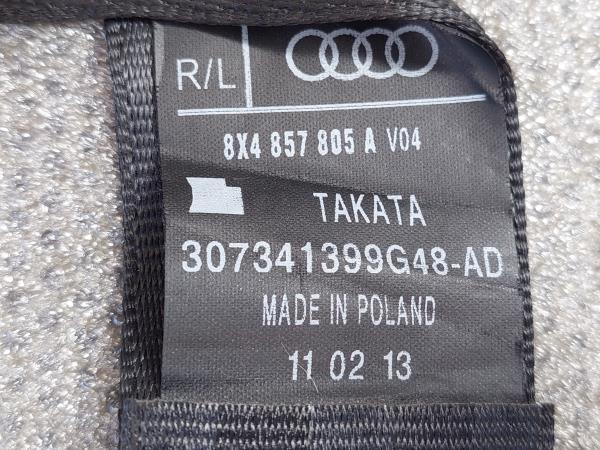 R/L
8X4 857 805 A V04
TAKATA
307341399G48-AD
MADE IN POLAND
11 02 13